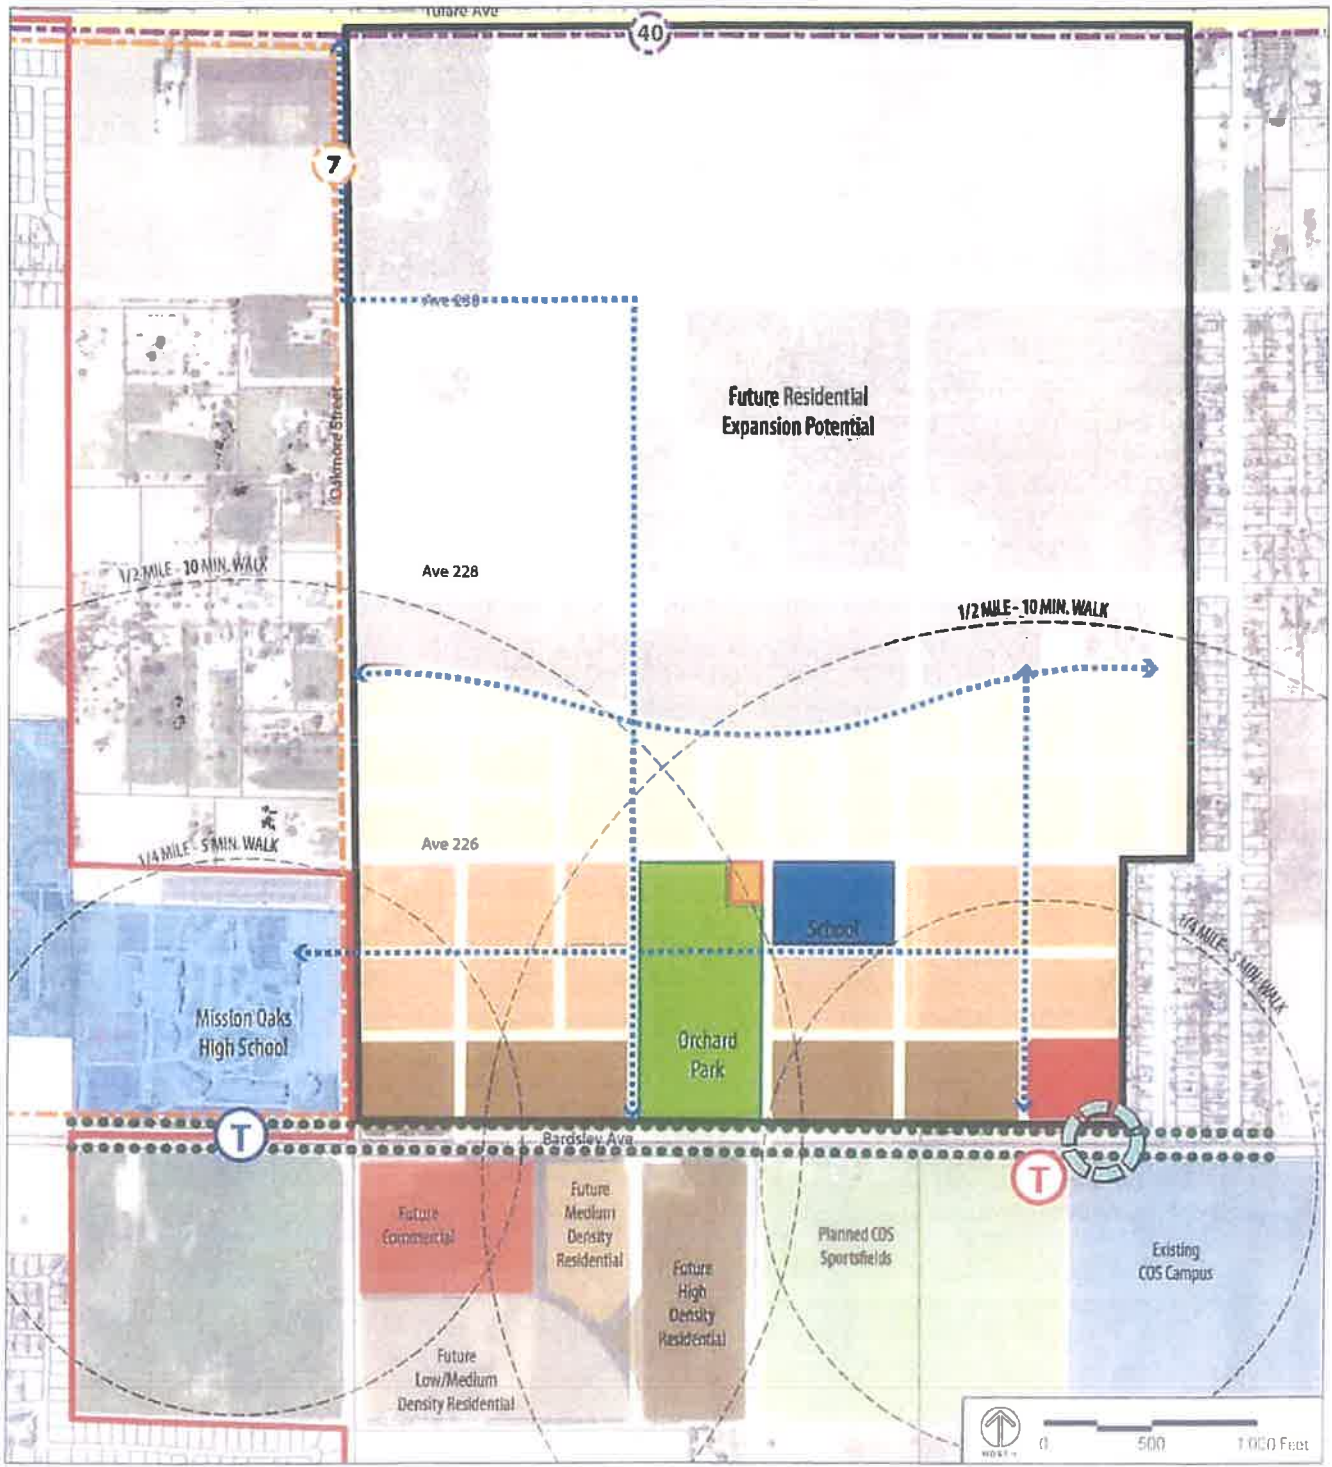 Tulare Ave
40
7
Ave 230
Future Residential
Expansion Potential
Oakmore Street
1/2 MILE - 10 MIN. WALK
Ave 228
1/2 MILE - 10 MIN. WALK
Ave 226
1/4 MILE - 5 MIN. WALK
School
1/4 MILE - 5 MIN. WALK
Mission Oaks
High School
Orchard
Park
T
Bardsley Ave
T
Future
Commercial
Future
Medium
Density
Residential
Future
High
Density
Residential
Planned COS
Sportsfields
Existing
COS Campus
Future
Low/Medium
Density Residential
NORTH
0 500 1,000 Feet